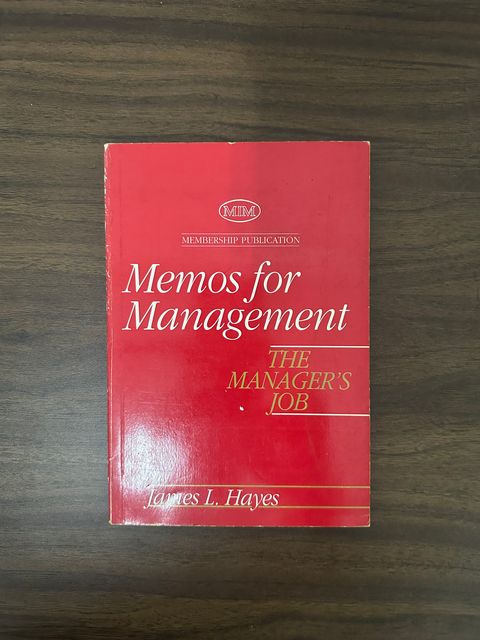 MIM
MEMBERSHIP PUBLICATION
Memos for
Management
THE
MANAGER'S
JOB
James L. Hayes